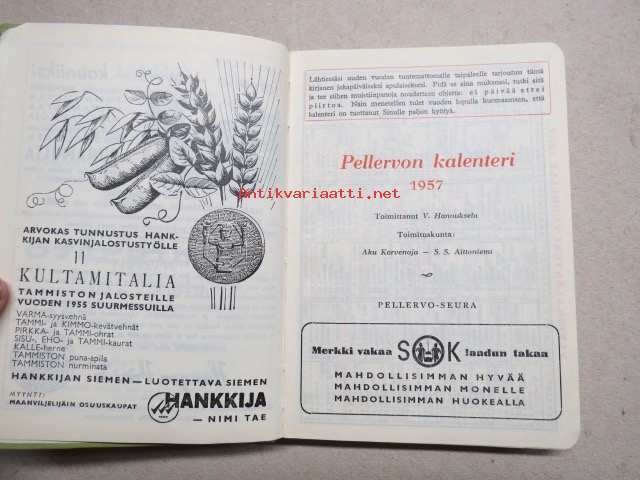 ARVOKAS TUNNUSTUS HANK-
KIJAN KASVINJALOSTUSTYÖLLE
11
KULTAMITALIA
TAMMISTON JALOSTEILLE
VUODEN 1955 SUURMESSUILLA
VARMA-syysvehnä
TAMMI- ja KIMMO-kevätvehnät
PIRKKA- ja TAMMI-ohrat
SISU-, EHO- ja TAMMI-kaurat
KALLE-herne
TAMMISTON puna-apila
TAMMISTON nurminata
HANKKIJAN SIEMEN—LUOTETTAVA SIEMEN
MYYNTI:
MAANVILJELIJÄIN OSUUSKAUPAT
HANKKIJA
— NIMI TAE
Lähtiessäsi uuden vuoden tuntemattomalle taipaleelle tarjoutuu tämä
kirjanen jokapäiväiseksi apulaiseksesi. Pidä se aina mukanasi, tutki sitä
ja tee siihen muistiinpanoja noudattaen ohjetta: ei päivää ettei
piirtoa. Näin menetellen tulet vuoden lopulla huomaamaan, että
kalenteri on tuottanut Sinulle paljon hyötyä.
Pellervon kalenteri
1957
Antikvariaatti.net
Toimittanut V. Hanouksela
Toimituskunta:
Aku Korvenoja — S. S. Aittoniemi
PELLERVO-SEURA
Merkki vakaa SOK laadun takaa
MAHDOLLISIMMAN HYVÄÄ
MAHDOLLISIMMAN MONELLE
MAHDOLLISIMMAN HUOKEALLA